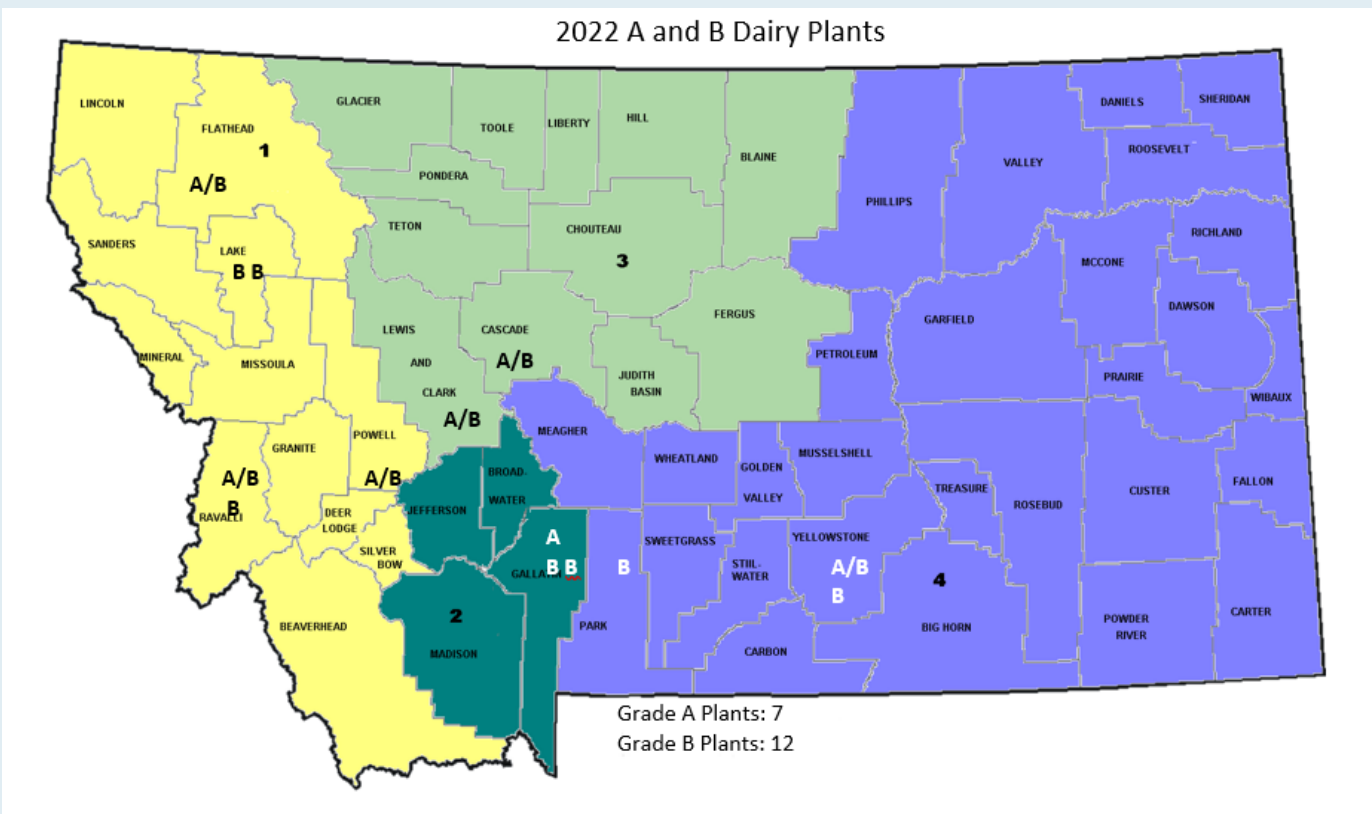 2022 A and B Dairy Plants
LINCOLN
FLATHEAD
1
A/B
GLACIER
TOOLE
LIBERTY
HILL
BLAINE
PHILLIPS
VALLEY
DANIELS
SHERIDAN
ROOSEVELT
PONDERA
SANDERS
LAKE
B B
TETON
CHOUTEAU
3
RICHLAND
MCCONE
DAWSON
MINERAL
MISSOULA
LEWIS
AND
CLARK
A/B
CASCADE
A/B
JUDITH
BASIN
FERGUS
PETROLEUM
GARFIELD
PRAIRIE
WIBAUX
A/B
B
RAVALLI
GRANITE
POWELL
A/B
DEER
LODGE
SILVER
BOW
BEAVERHEAD
JEFFERSON
BROAD-
WATER
MEAGHER
WHEATLAND
GOLDEN
VALLEY
MUSSELSHELL
TREASURE
ROSEBUD
CUSTER
FALLON
A
B B
GALLATIN
B
PARK
SWEETGRASS
STIIL-
WATER
YELLOWSTONE
A/B
B
4
BIG HORN
2
MADISON
CARBON
POWDER
RIVER
CARTER
Grade A Plants: 7
Grade B Plants: 12